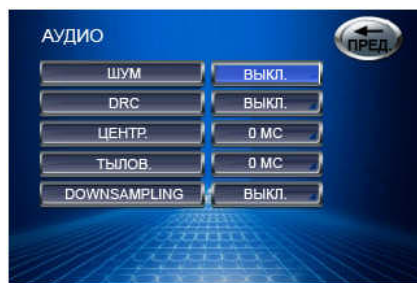 АУДИО
ПРЕД.
ШУМ ВЫКЛ.
DRC ВЫКЛ.
ЦЕНТР. 0 МС
ТЫЛОВ. 0 МС
DOWNSAMPLING ВЫКЛ.